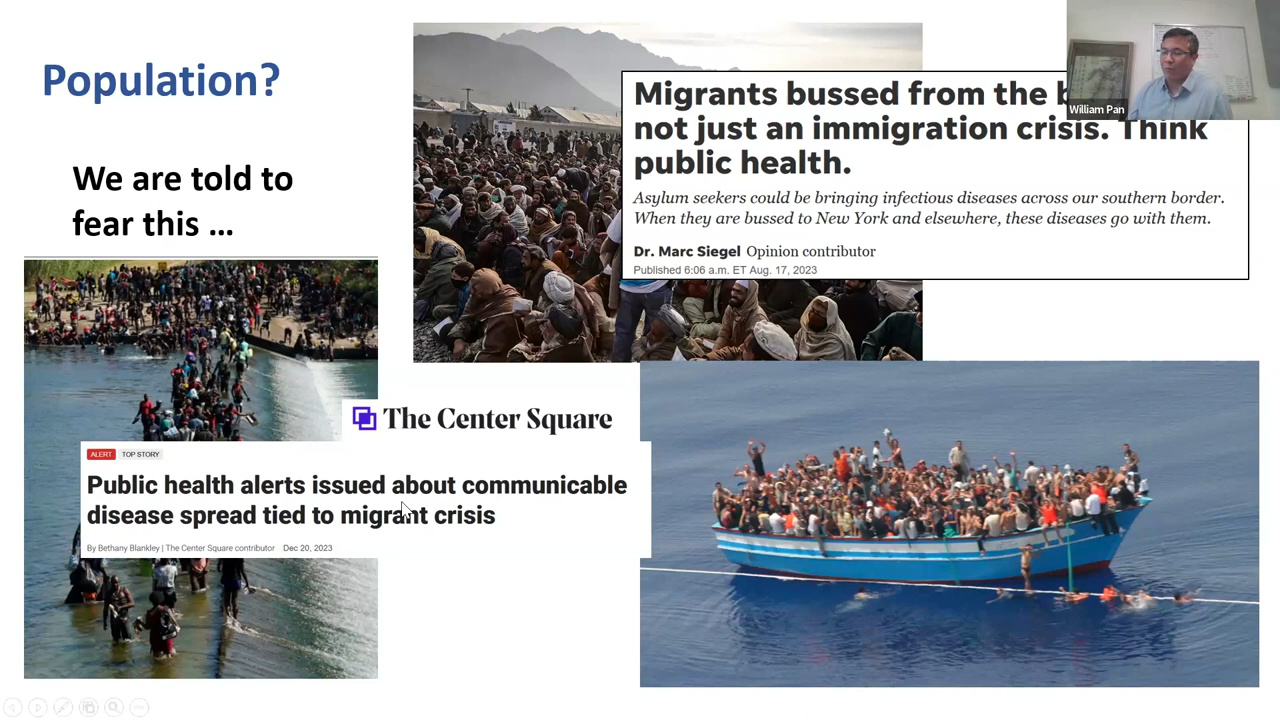 Population?
We are told to
fear this ...
Migrants bussed from the
not just an immigration crisis. Think
public health.
Asylum seekers could be bringing infectious diseases across our southern border.
When they are bussed to New York and elsewhere, these diseases go with them.
Dr. Marc Siegel Opinion contributor
Published 6:06 a.m. ET Aug. 17, 2023
William Pan
The Center Square
ALERT TOP STORY
Public health alerts issued about communicable
disease spread tied to migrant crisis
By Bethany Blankley | The Center Square contributor Dec 20, 2023